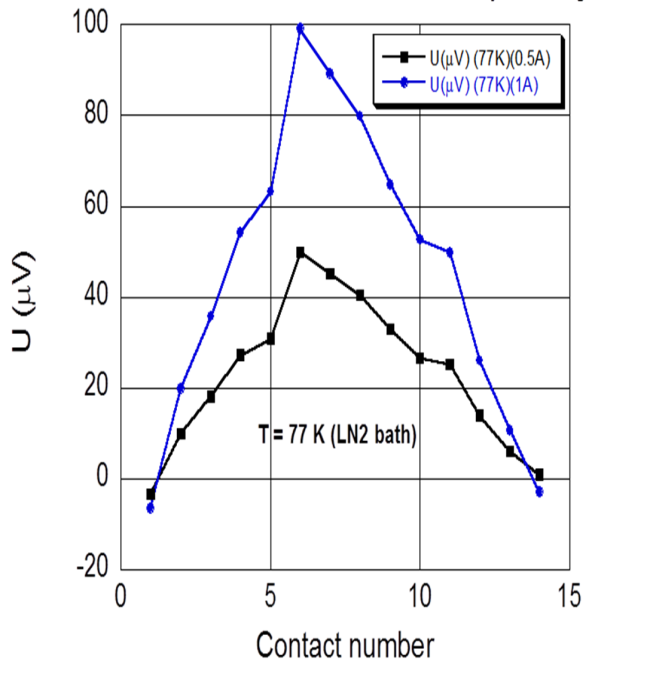 100
80
60
40
20
0
-20
U (μV)
U(μV) (77K)(0.5A)
U(μV) (77K)(1A)
T = 77 K (LN2 bath)
0 5 10 15
Contact number